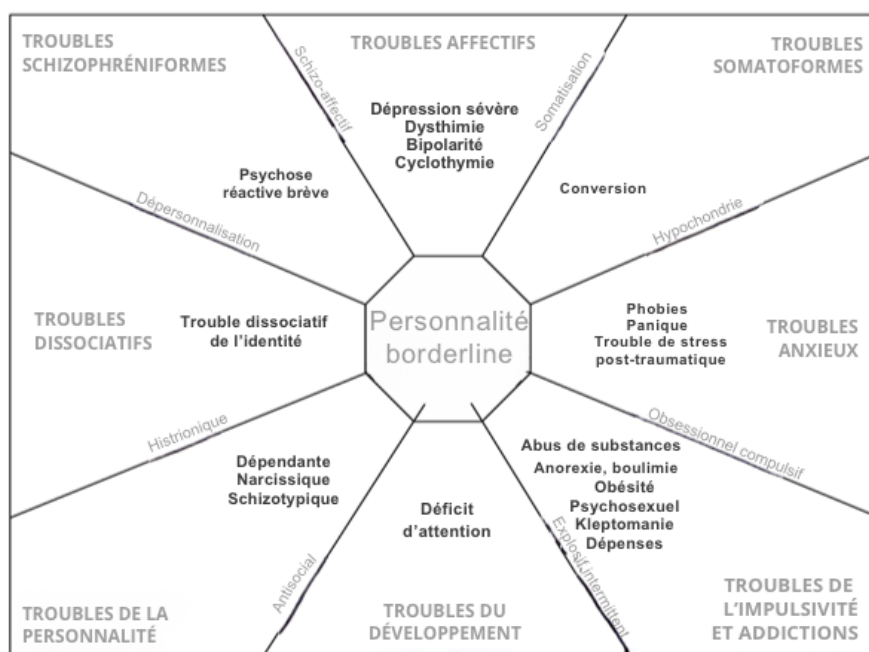 TROUBLES
SCHIZOPHRÉNIFORMES
Schizo-affectif
TROUBLES AFFECTIFS
Dépression sévère
Dysthimie
Bipolarité
Cyclothymie
Somatisation
TROUBLES
SOMATOFORMES
Psychose
réactive brève
Conversion
Dépersonnalisation
Hypochondrie
TROUBLES
DISSOCIATIFS
Trouble dissociatif
de l'identité
Personnalité
borderline
Phobies
Panique
Trouble de stress
post-traumatique
TROUBLES
ANXIEUX
Histrionique
Obsessionnel compulsif
Dépendante
Narcissique
Schizotypique
Déficit
d'attention
Abus de substances
Anorexie, boulimie
Obésité
Psychosexuel
Kleptomanie
Dépenses
Antisocial
Explosif intermittent
TROUBLES DE LA
PERSONNALITÉ
TROUBLES DU
DÉVELOPPEMENT
TROUBLES DE
L'IMPULSIVITÉ
ET ADDICTIONS